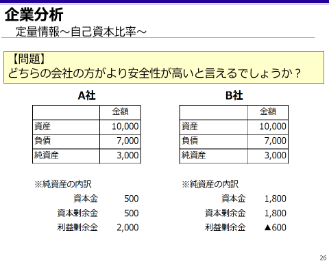 企業分析
定量情報～自己資本比率～
【問題】
どちらの会社の方がより安全性が高いと言えるでしょうか？
A社
金額
資産 10,000
負債 7,000
純資産 3,000
※純資産の内訳
資本金 500
資本剰余金 500
利益剰余金 2,000
B社
金額
資産 10,000
負債 7,000
純資産 3,000
※純資産の内訳
資本金 1,800
資本剰余金 1,800
利益剰余金 ▲600
26